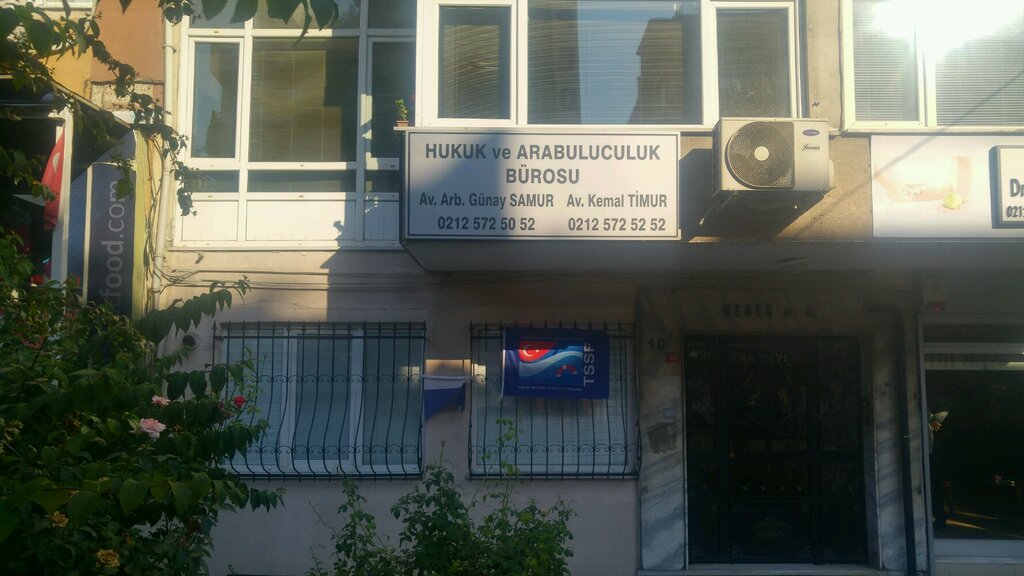 HUKUK ve ARABULUCULUK
BÜROSU
Av. Arb. Günay SAMUR Av. Kemal TİMUR
0212 572 50 52 0212 572 52 52
food.com
TSSF